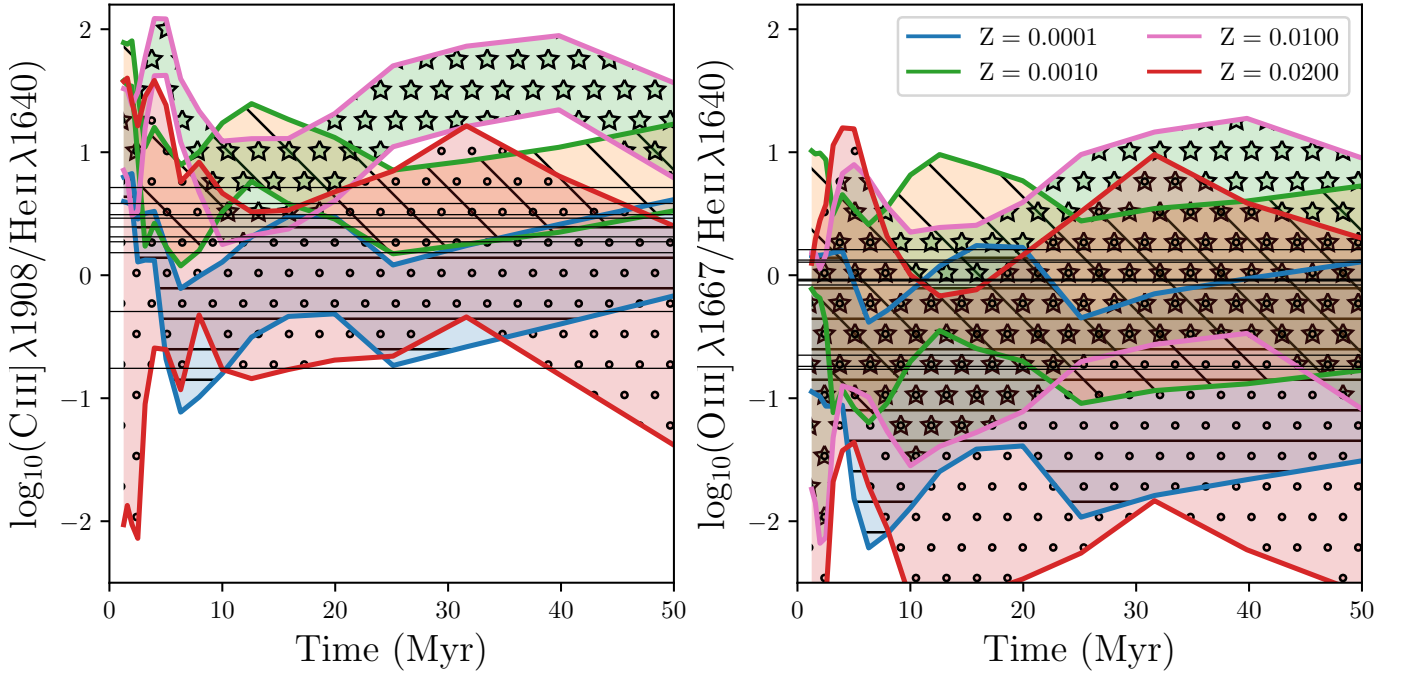 log₁₀(C III] λ1908/He II λ1640)
2
1
0
−1
−2
0
10
20
30
40
50
Time (Myr)
log₁₀(O III] λ1667/He II λ1640)
2
1
0
−1
−2
0
10
20
30
40
50
Time (Myr)
Z = 0.0001
Z = 0.0010
Z = 0.0100
Z = 0.0200